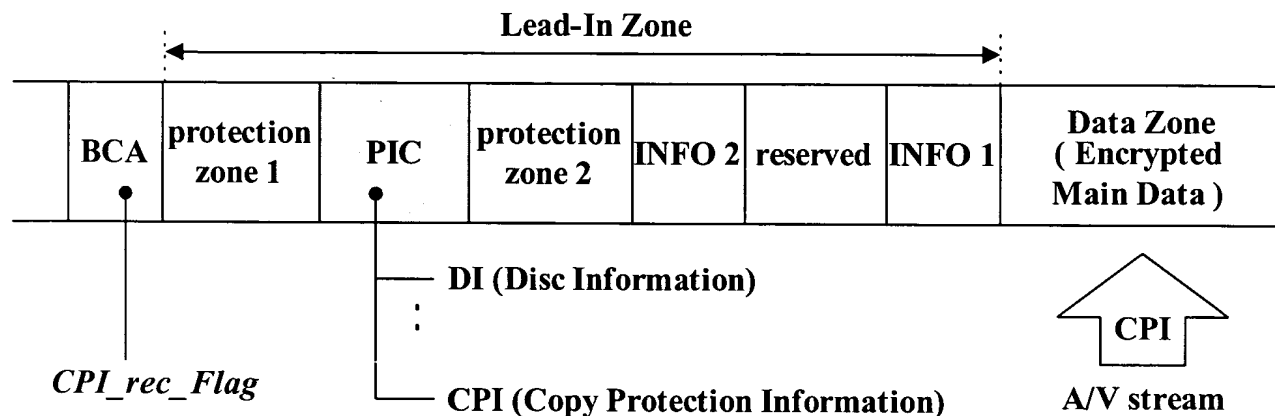 Lead-In Zone
BCA
protection
zone 1
PIC
protection
zone 2
INFO 2
reserved
INFO 1
Data Zone
( Encrypted
Main Data )
DI (Disc Information)
CPI
CPI_rec_Flag
CPI (Copy Protection Information)
A/V stream